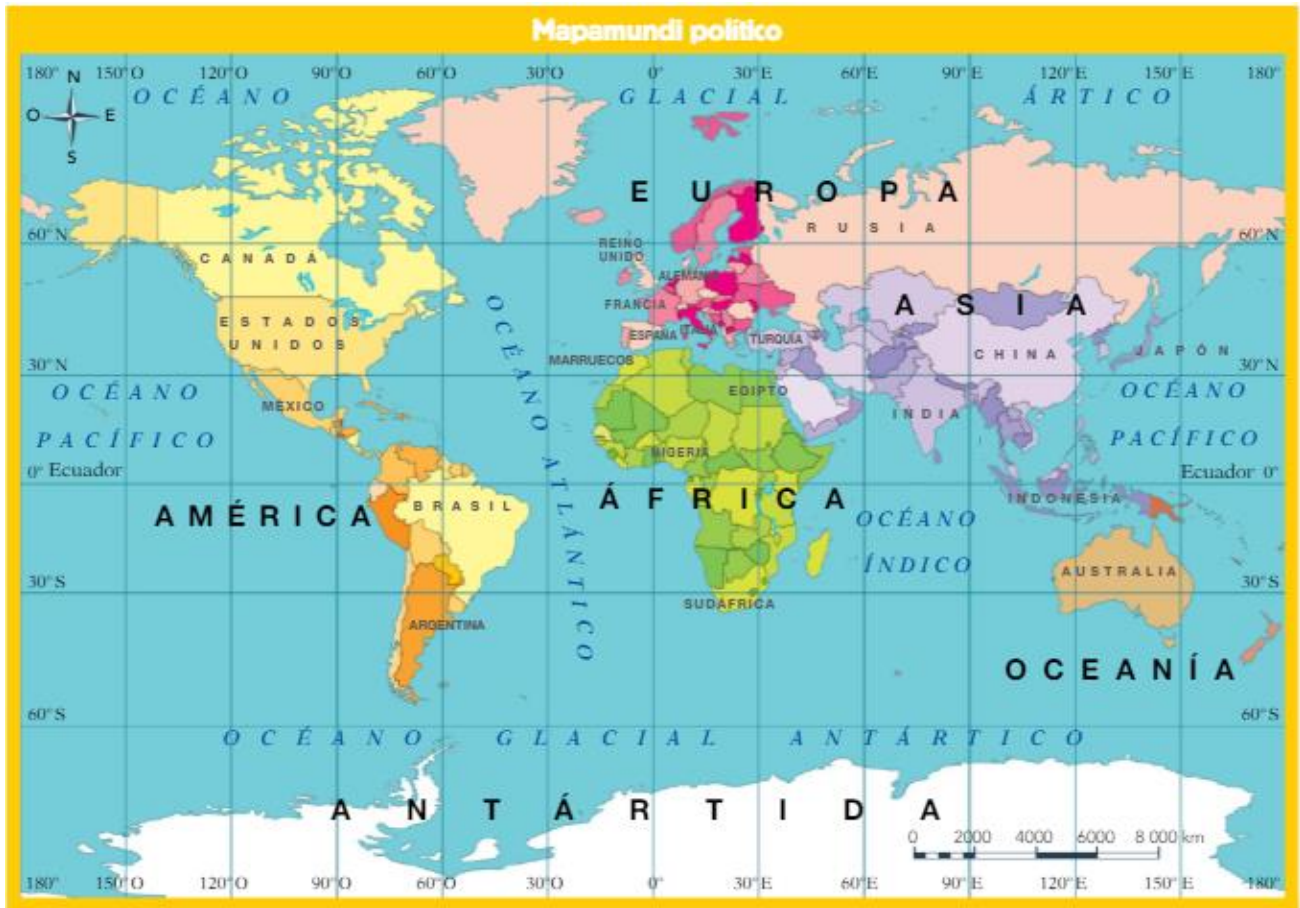 Mapamundi polítko
180° 150°O 120°O 90°O 60°O 30°O 0° 30°E 60°E 90°E 120°E 150°E 180°
N
O E
S
OCÉANO GLACIAL ÁRTICO
EUROPA
RUSIA
60°N 60°N
REINO
UNIDO
CANADÁ
ALEMANIA
ASIA
FRANCIA
ESTADOS
UNIDOS
ESPAÑA ITALIA TURQUÍA
CHINA JAPÓN
MARRUECOS
30°N 30°N
OCÉANO
PACÍFICO
MÉXICO
OCÉANO ATLÁNTICO
EGIPTO
INDIA
OCÉANO
PACÍFICO
NIGERIA
0° Ecuador Ecuador 0°
AMÉRICA
BRASIL
ÁFRICA
INDONESIA
OCÉANO
ÍNDICO
AUSTRALIA
30°S 30°S
SUDÁFRICA
ARGENTINA
OCEANÍA
60°S 60°S
OCÉANO GLACIAL ANTÁRTICO
ANTÁRTIDA
0 2000 4000 6000 8 000 km
180° 150°O 120°O 90°O 60°O 30°O 0° 30°E 60°E 90°E 120°E 150°E 180°